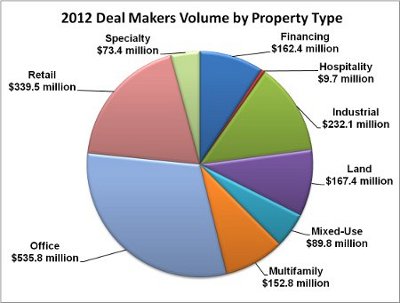 2012 Deal Makers Volume by Property Type
Specialty
$73.4 million
Financing
$162.4 million
Hospitality
$9.7 million
Retail
$339.5 million
Industrial
$232.1 million
Land
$167.4 million
Mixed-Use
$89.8 million
Office
$535.8 million
Multifamily
$152.8 million